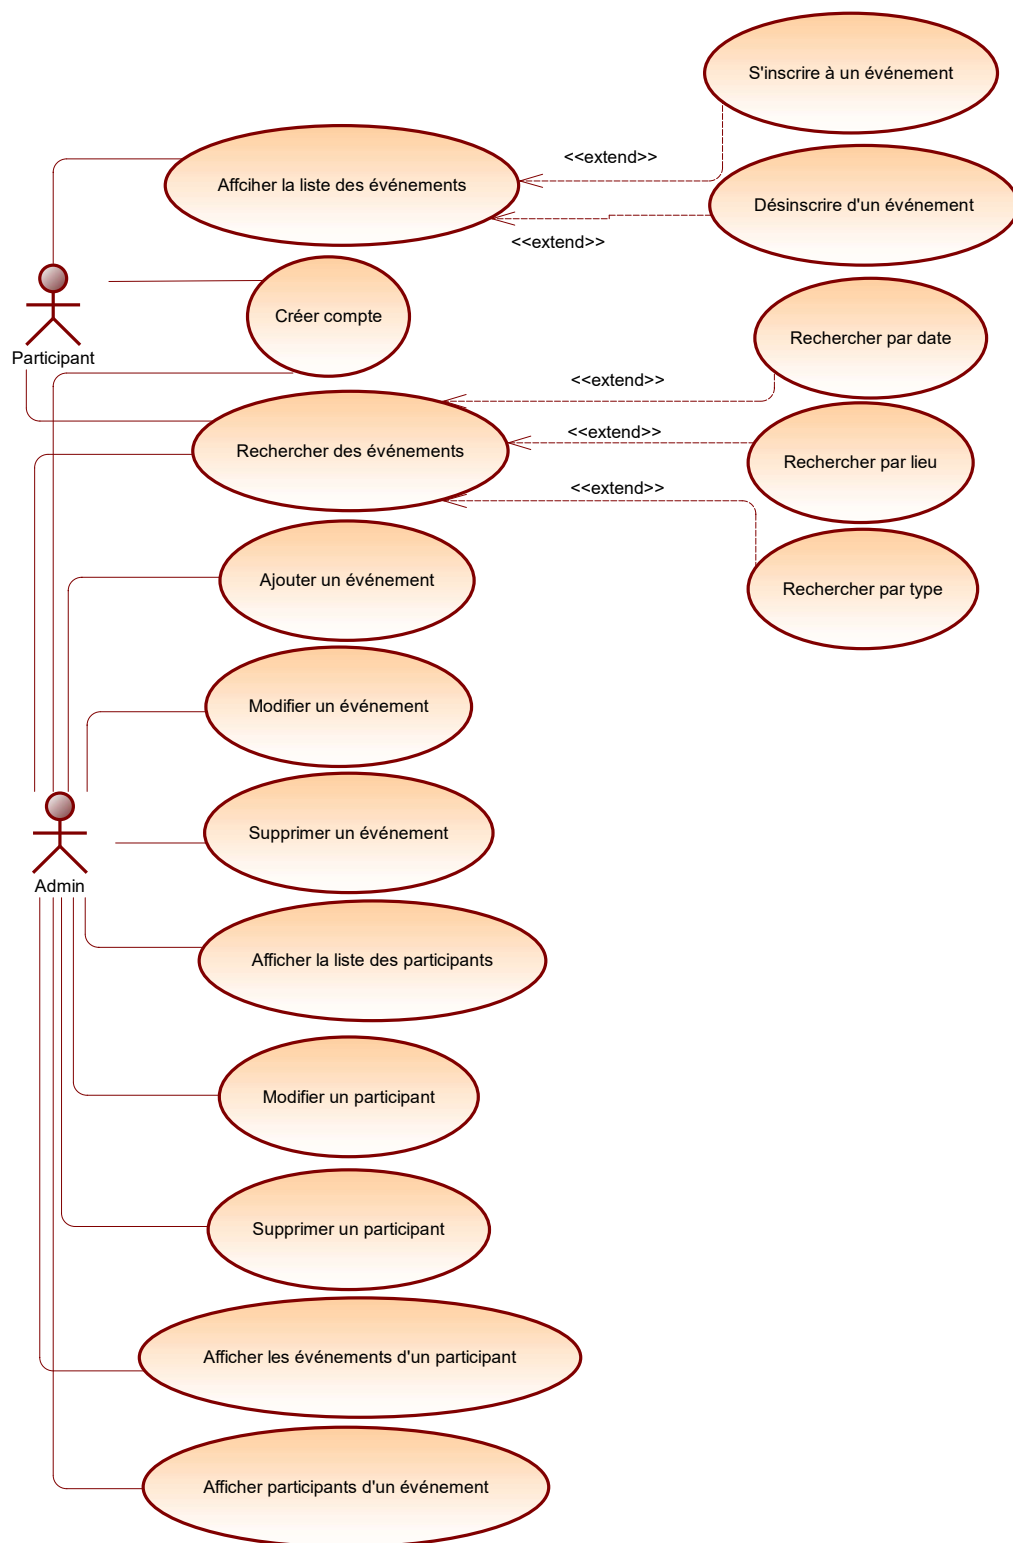 S'inscrire à un événement
<<extend>>
Affciher la liste des événements
Désinscrire d'un événement
<<extend>>
Créer compte
Rechercher par date
Participant
<<extend>>
<<extend>>
Rechercher des événements
Rechercher par lieu
<<extend>>
Ajouter un événement
Rechercher par type
Modifier un événement
Supprimer un événement
Admin
Afficher la liste des participants
Modifier un participant
Supprimer un participant
Afficher les événements d'un participant
Afficher participants d'un événement